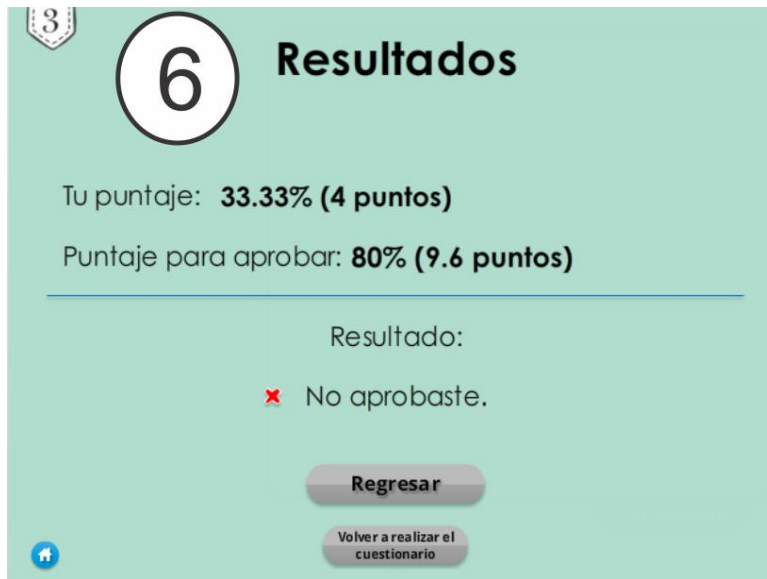 3
6
Resultados
Tu puntaje: 33.33% (4 puntos)
Puntaje para aprobar: 80% (9.6 puntos)
Resultado:
No aprobaste.
Regresar
Volver a realizar el
cuestionario